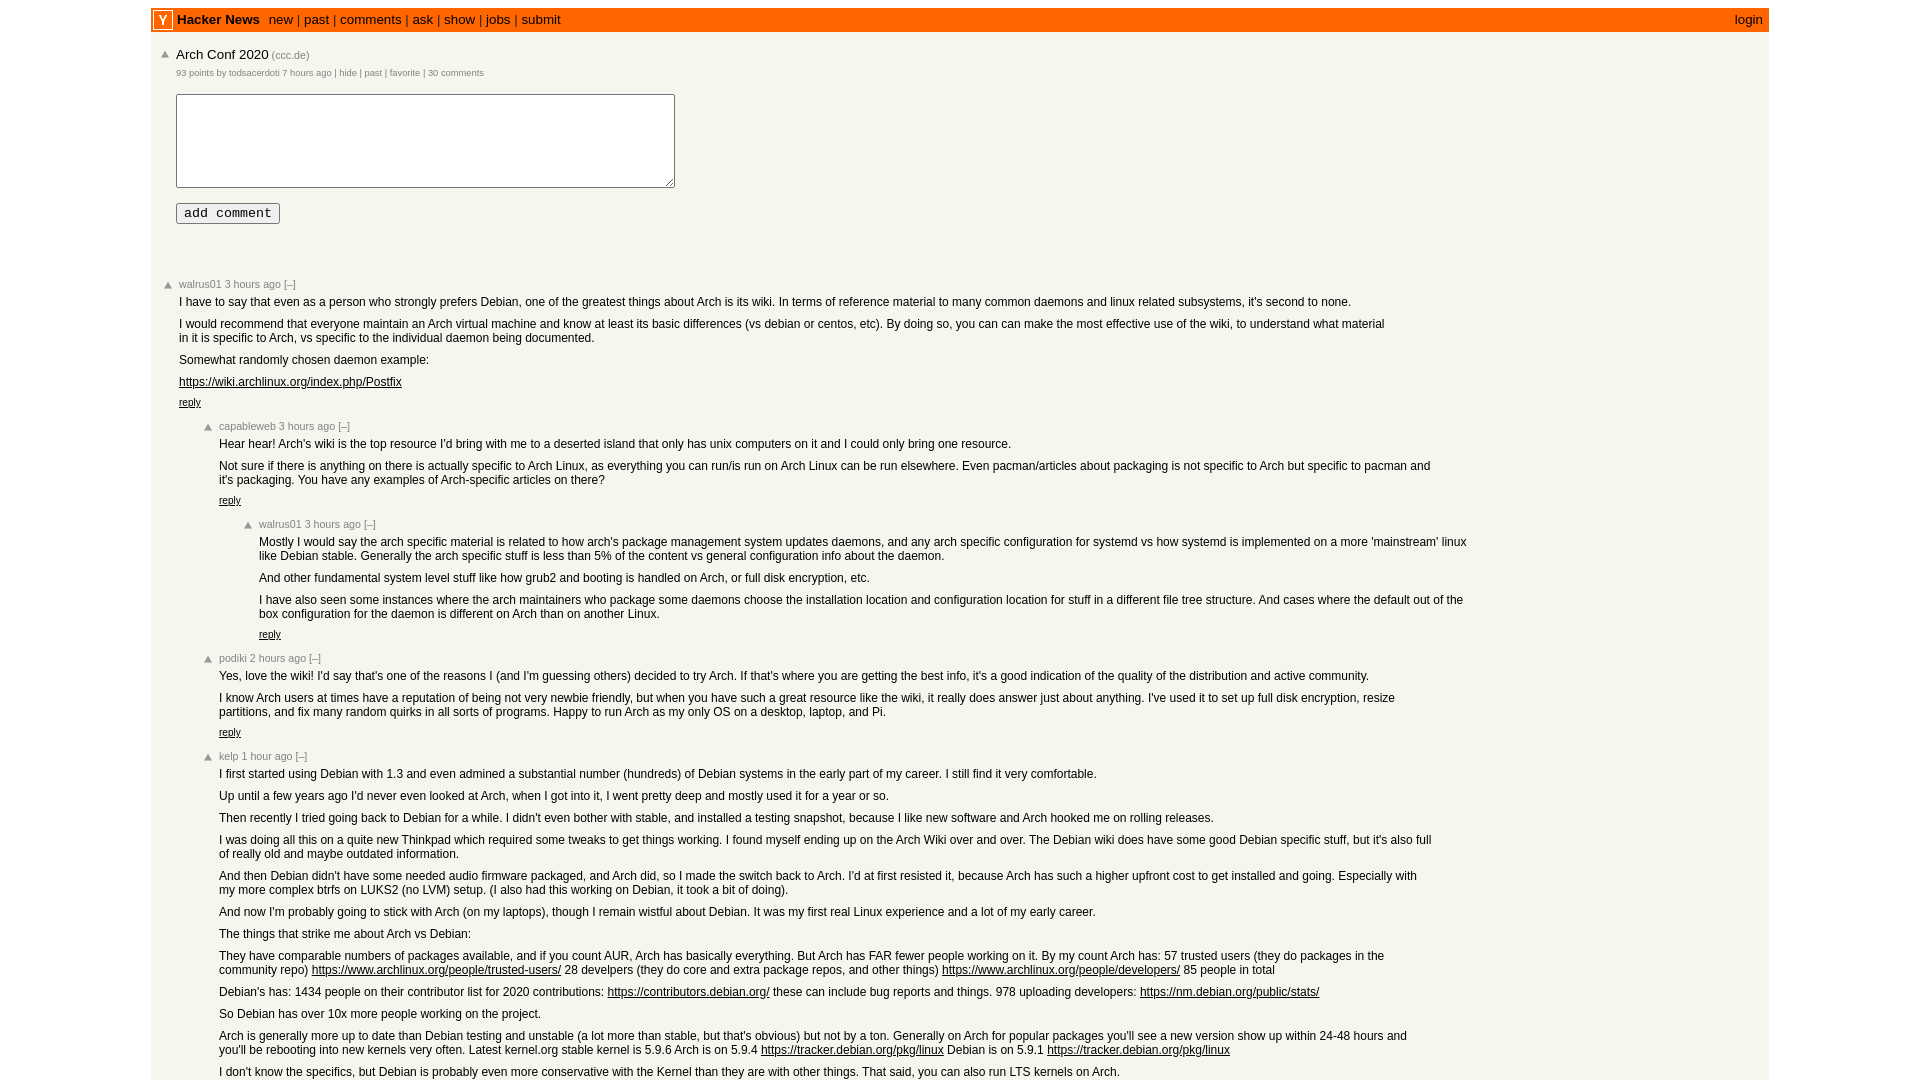 Y Hacker News new | past | comments | ask | show | jobs | submit login
Arch Conf 2020 (ccc.de)
93 points by todsacerdoti 7 hours ago | hide | past | favorite | 30 comments
add comment
walrus01 3 hours ago [–]
I have to say that even as a person who strongly prefers Debian, one of the greatest things about Arch is its wiki. In terms of reference material to many common daemons and linux related subsystems, it's second to none.
I would recommend that everyone maintain an Arch virtual machine and know at least its basic differences (vs debian or centos, etc). By doing so, you can can make the most effective use of the wiki, to understand what material
in it is specific to Arch, vs specific to the individual daemon being documented.
Somewhat randomly chosen daemon example:
https://wiki.archlinux.org/index.php/Postfix
reply
capableweb 3 hours ago [–]
Hear hear! Arch's wiki is the top resource I'd bring with me to a deserted island that only has unix computers on it and I could only bring one resource.
Not sure if there is anything on there is actually specific to Arch Linux, as everything you can run/is run on Arch Linux can be run elsewhere. Even pacman/articles about packaging is not specific to Arch but specific to pacman and
it's packaging. You have any examples of Arch-specific articles on there?
reply
walrus01 3 hours ago [–]
Mostly I would say the arch specific material is related to how arch's package management system updates daemons, and any arch specific configuration for systemd vs how systemd is implemented on a more 'mainstream' linux
like Debian stable. Generally the arch specific stuff is less than 5% of the content vs general configuration info about the daemon.
And other fundamental system level stuff like how grub2 and booting is handled on Arch, or full disk encryption, etc.
I have also seen some instances where the arch maintainers who package some daemons choose the installation location and configuration location for stuff in a different file tree structure. And cases where the default out of the
box configuration for the daemon is different on Arch than on another Linux.
reply
podiki 2 hours ago [–]
Yes, love the wiki! I'd say that's one of the reasons I (and I'm guessing others) decided to try Arch. If that's where you are getting the best info, it's a good indication of the quality of the distribution and active community.
I know Arch users at times have a reputation of being not very newbie friendly, but when you have such a great resource like the wiki, it really does answer just about anything. I've used it to set up full disk encryption, resize
partitions, and fix many random quirks in all sorts of programs. Happy to run Arch as my only OS on a desktop, laptop, and Pi.
reply
kelp 1 hour ago [–]
I first started using Debian with 1.3 and even admined a substantial number (hundreds) of Debian systems in the early part of my career. I still find it very comfortable.
Up until a few years ago I'd never even looked at Arch, when I got into it, I went pretty deep and mostly used it for a year or so.
Then recently I tried going back to Debian for a while. I didn't even bother with stable, and installed a testing snapshot, because I like new software and Arch hooked me on rolling releases.
I was doing all this on a quite new Thinkpad which required some tweaks to get things working. I found myself ending up on the Arch Wiki over and over. The Debian wiki does have some good Debian specific stuff, but it's also full
of really old and maybe outdated information.
And then Debian didn't have some needed audio firmware packaged, and Arch did, so I made the switch back to Arch. I'd at first resisted it, because Arch has such a higher upfront cost to get installed and going. Especially with
my more complex btrfs on LUKS2 (no LVM) setup. (I also had this working on Debian, it took a bit of doing).
And now I'm probably going to stick with Arch (on my laptops), though I remain wistful about Debian. It was my first real Linux experience and a lot of my early career.
The things that strike me about Arch vs Debian:
They have comparable numbers of packages available, and if you count AUR, Arch has basically everything. But Arch has FAR fewer people working on it. By my count Arch has: 57 trusted users (they do packages in the
community repo) https://www.archlinux.org/people/trusted-users/ 28 develpers (they do core and extra package repos, and other things) https://www.archlinux.org/people/developers/ 85 people in total
Debian's has: 1434 people on their contributor list for 2020 contributions: https://contributors.debian.org/ these can include bug reports and things. 978 uploading developers: https://nm.debian.org/public/stats/
So Debian has over 10x more people working on the project.
Arch is generally more up to date than Debian testing and unstable (a lot more than stable, but that's obvious) but not by a ton. Generally on Arch for popular packages you'll see a new version show up within 24-48 hours and
you'll be rebooting into new kernels very often. Latest kernel.org stable kernel is 5.9.6 Arch is on 5.9.4 https://tracker.debian.org/pkg/linux Debian is on 5.9.1 https://tracker.debian.org/pkg/linux
I don't know the specifics, but Debian is probably even more conservative with the Kernel than they are with other things. That said, you can also run LTS kernels on Arch.